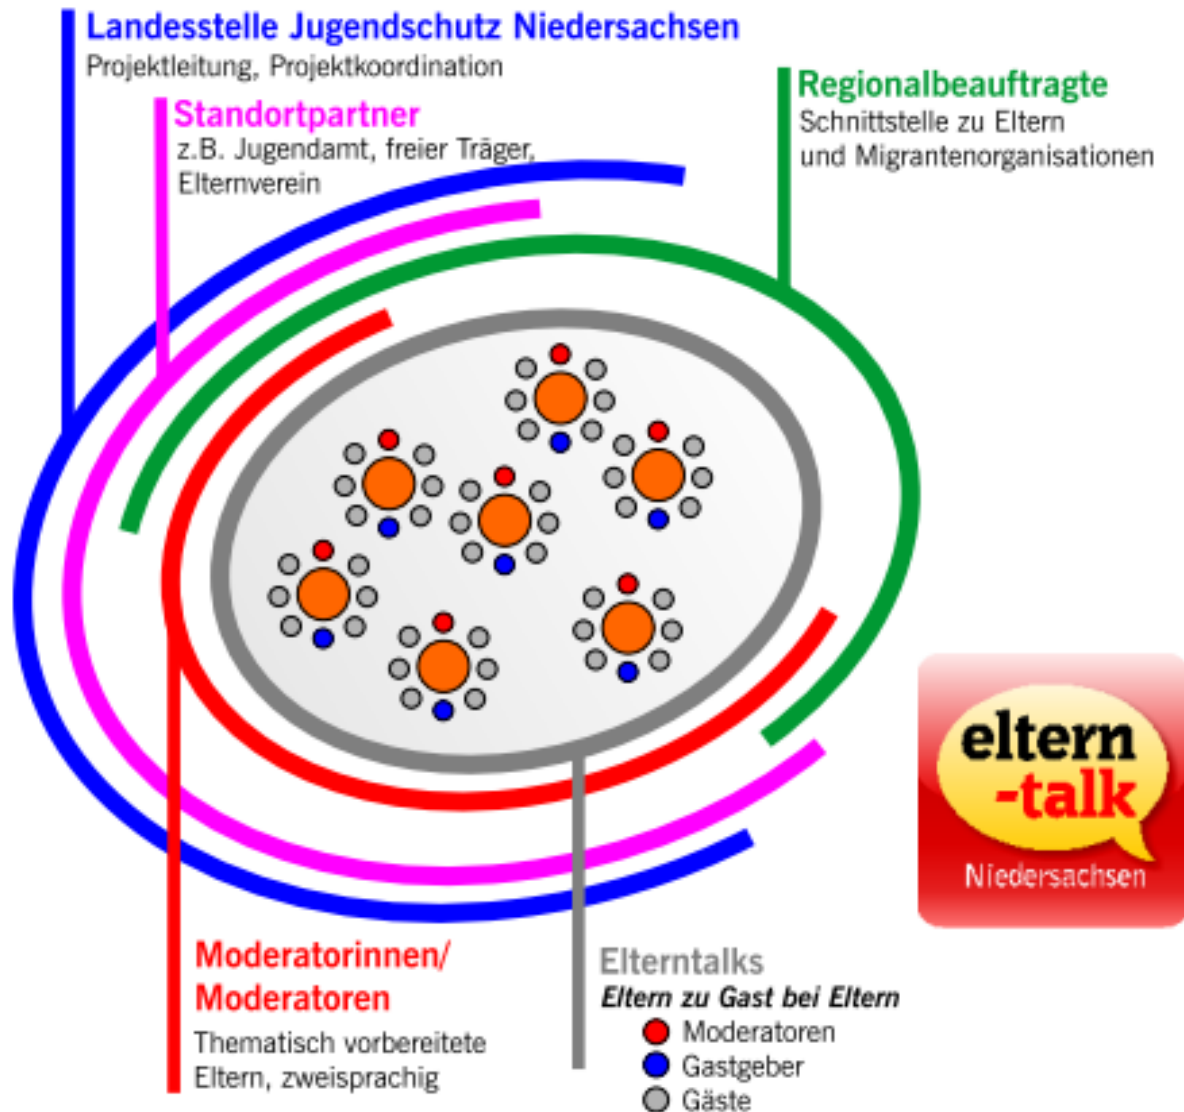 Landesstelle Jugendschutz Niedersachsen
Projektleitung, Projektkoordination
Standortpartner
z.B. Jugendamt, freier Träger,
Elternverein
Regionalbeauftragte
Schnittstelle zu Eltern
und Migrantenorganisationen
eltern
-talk
Niedersachsen
Moderatorinnen/
Moderatoren
Thematisch vorbereitete
Eltern, zweisprachig
Elterntalks
Eltern zu Gast bei Eltern
Moderatoren
Gastgeber
Gäste